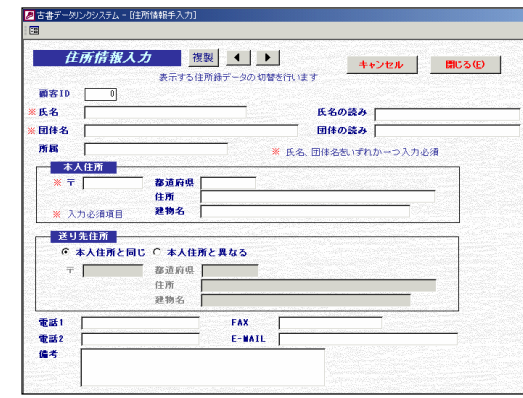 古書データリンクシステム - [住所情報手入力]
住所情報入力 複製
キャンセル 閉じる(E)
表示する住所録データの切替を行います
顧客ID 0
※氏名 氏名の読み
※団体名 団体の読み
所属 ※ 氏名、団体名をいずれか一つ入力必須
本人住所
※ 〒 都道府県
住所
※ 入力必須項目 建物名
送り先住所
本人住所と同じ 本人住所と異なる
〒 都道府県
住所
建物名
電話1 FAX
電話2 E-MAIL
備考